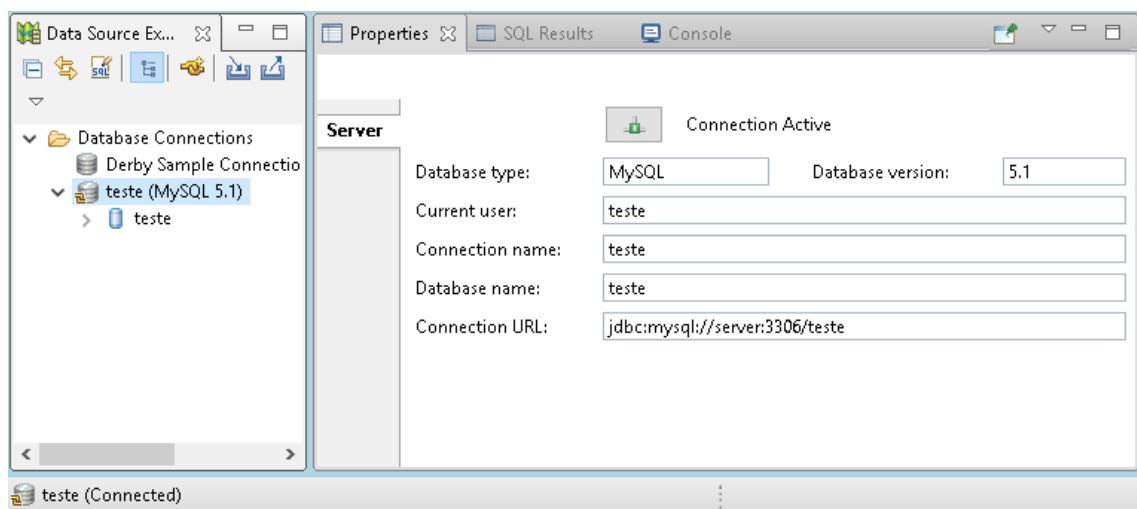 Data Source Ex...
Properties
SQL Results
Console
SQL
Database Connections
Derby Sample Connectio
teste (MySQL 5.1)
teste
Server
Connection Active
Database type: MySQL Database version: 5.1
Current user: teste
Connection name: teste
Database name: teste
Connection URL: jdbc:mysql://server:3306/teste
teste (Connected)